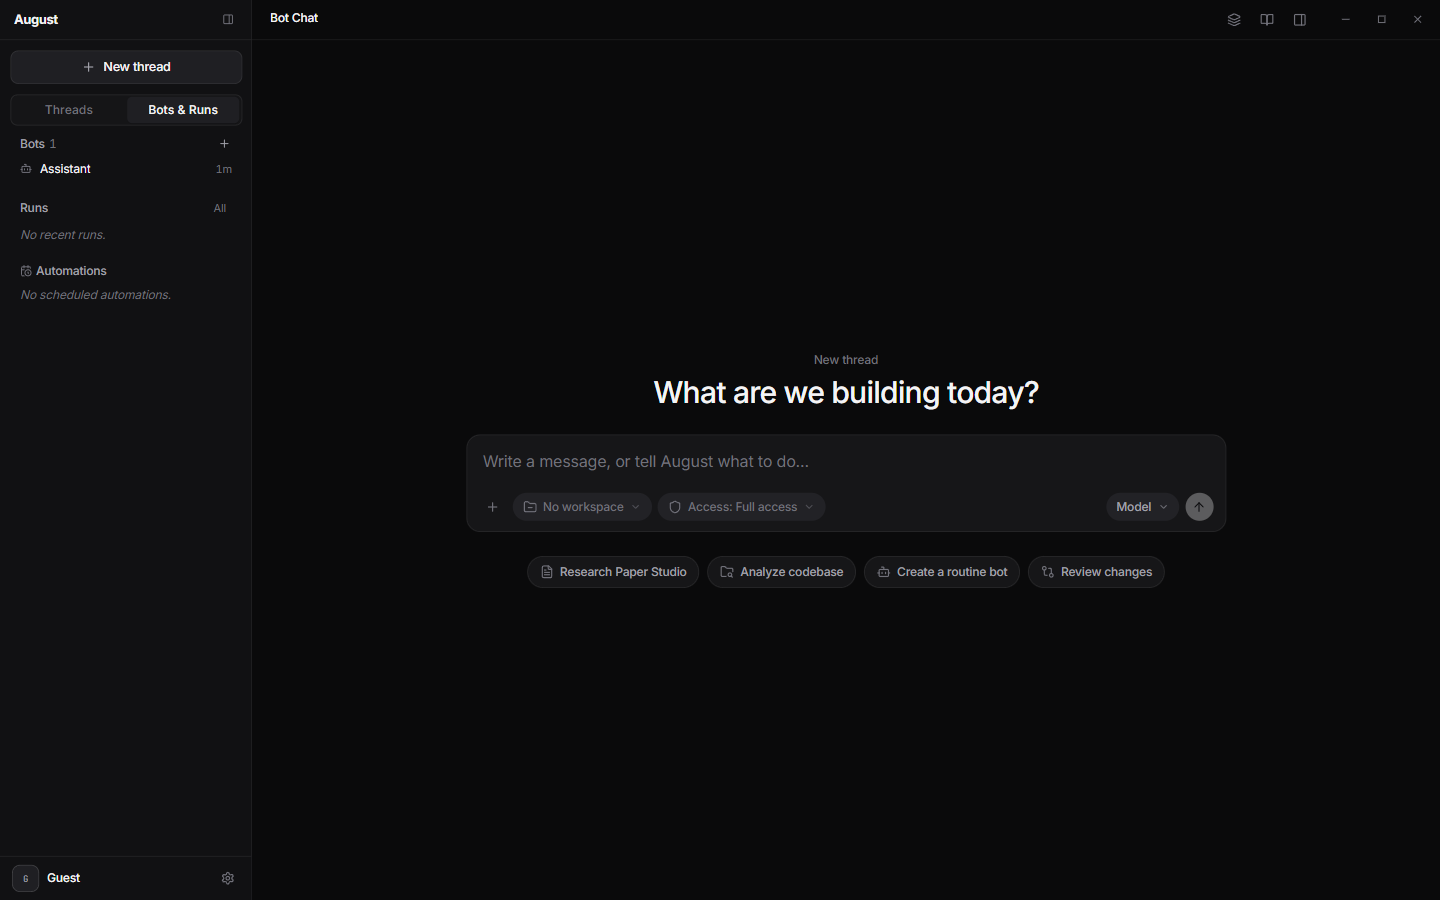 August
Bot Chat
New thread
Threads
Bots & Runs
Bots 1
Assistant
1m
Runs
All
No recent runs.
Automations
No scheduled automations.
New thread
What are we building today?
Write a message, or tell August what to do...
No workspace
Access: Full access
Model
Research Paper Studio
Analyze codebase
Create a routine bot
Review changes
G
Guest